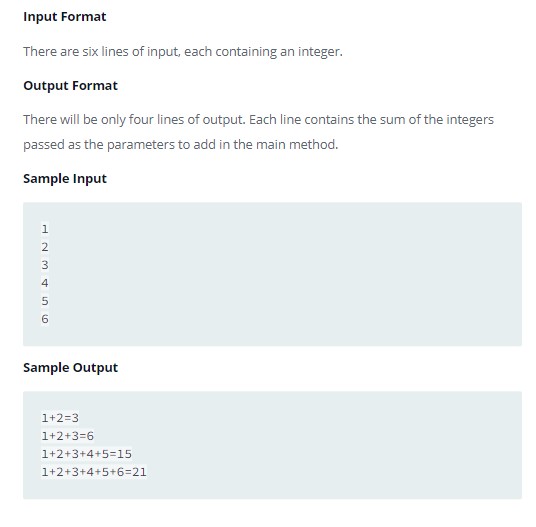 Input Format
There are six lines of input, each containing an integer.
Output Format
There will be only four lines of output. Each line contains the sum of the integers
passed as the parameters to add in the main method.
Sample Input
1
2
3
4
5
6
Sample Output
1+2=3
1+2+3=6
1+2+3+4+5=15
1+2+3+4+5+6=21